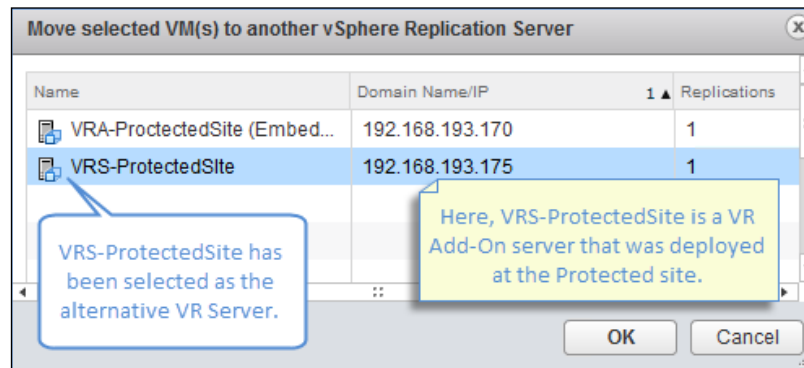 Move selected VM(s) to another vSphere Replication Server
Name Domain Name/IP 1 ▲ Replications
VRA-ProctectedSite (Embed... 192.168.193.170 1
VRS-ProtectedSIte 192.168.193.175 1
VRS-ProtectedSite has
been selected as the
alternative VR Server.
Here, VRS-ProtectedSite is a VR
Add-On server that was deployed
at the Protected site.
OK Cancel